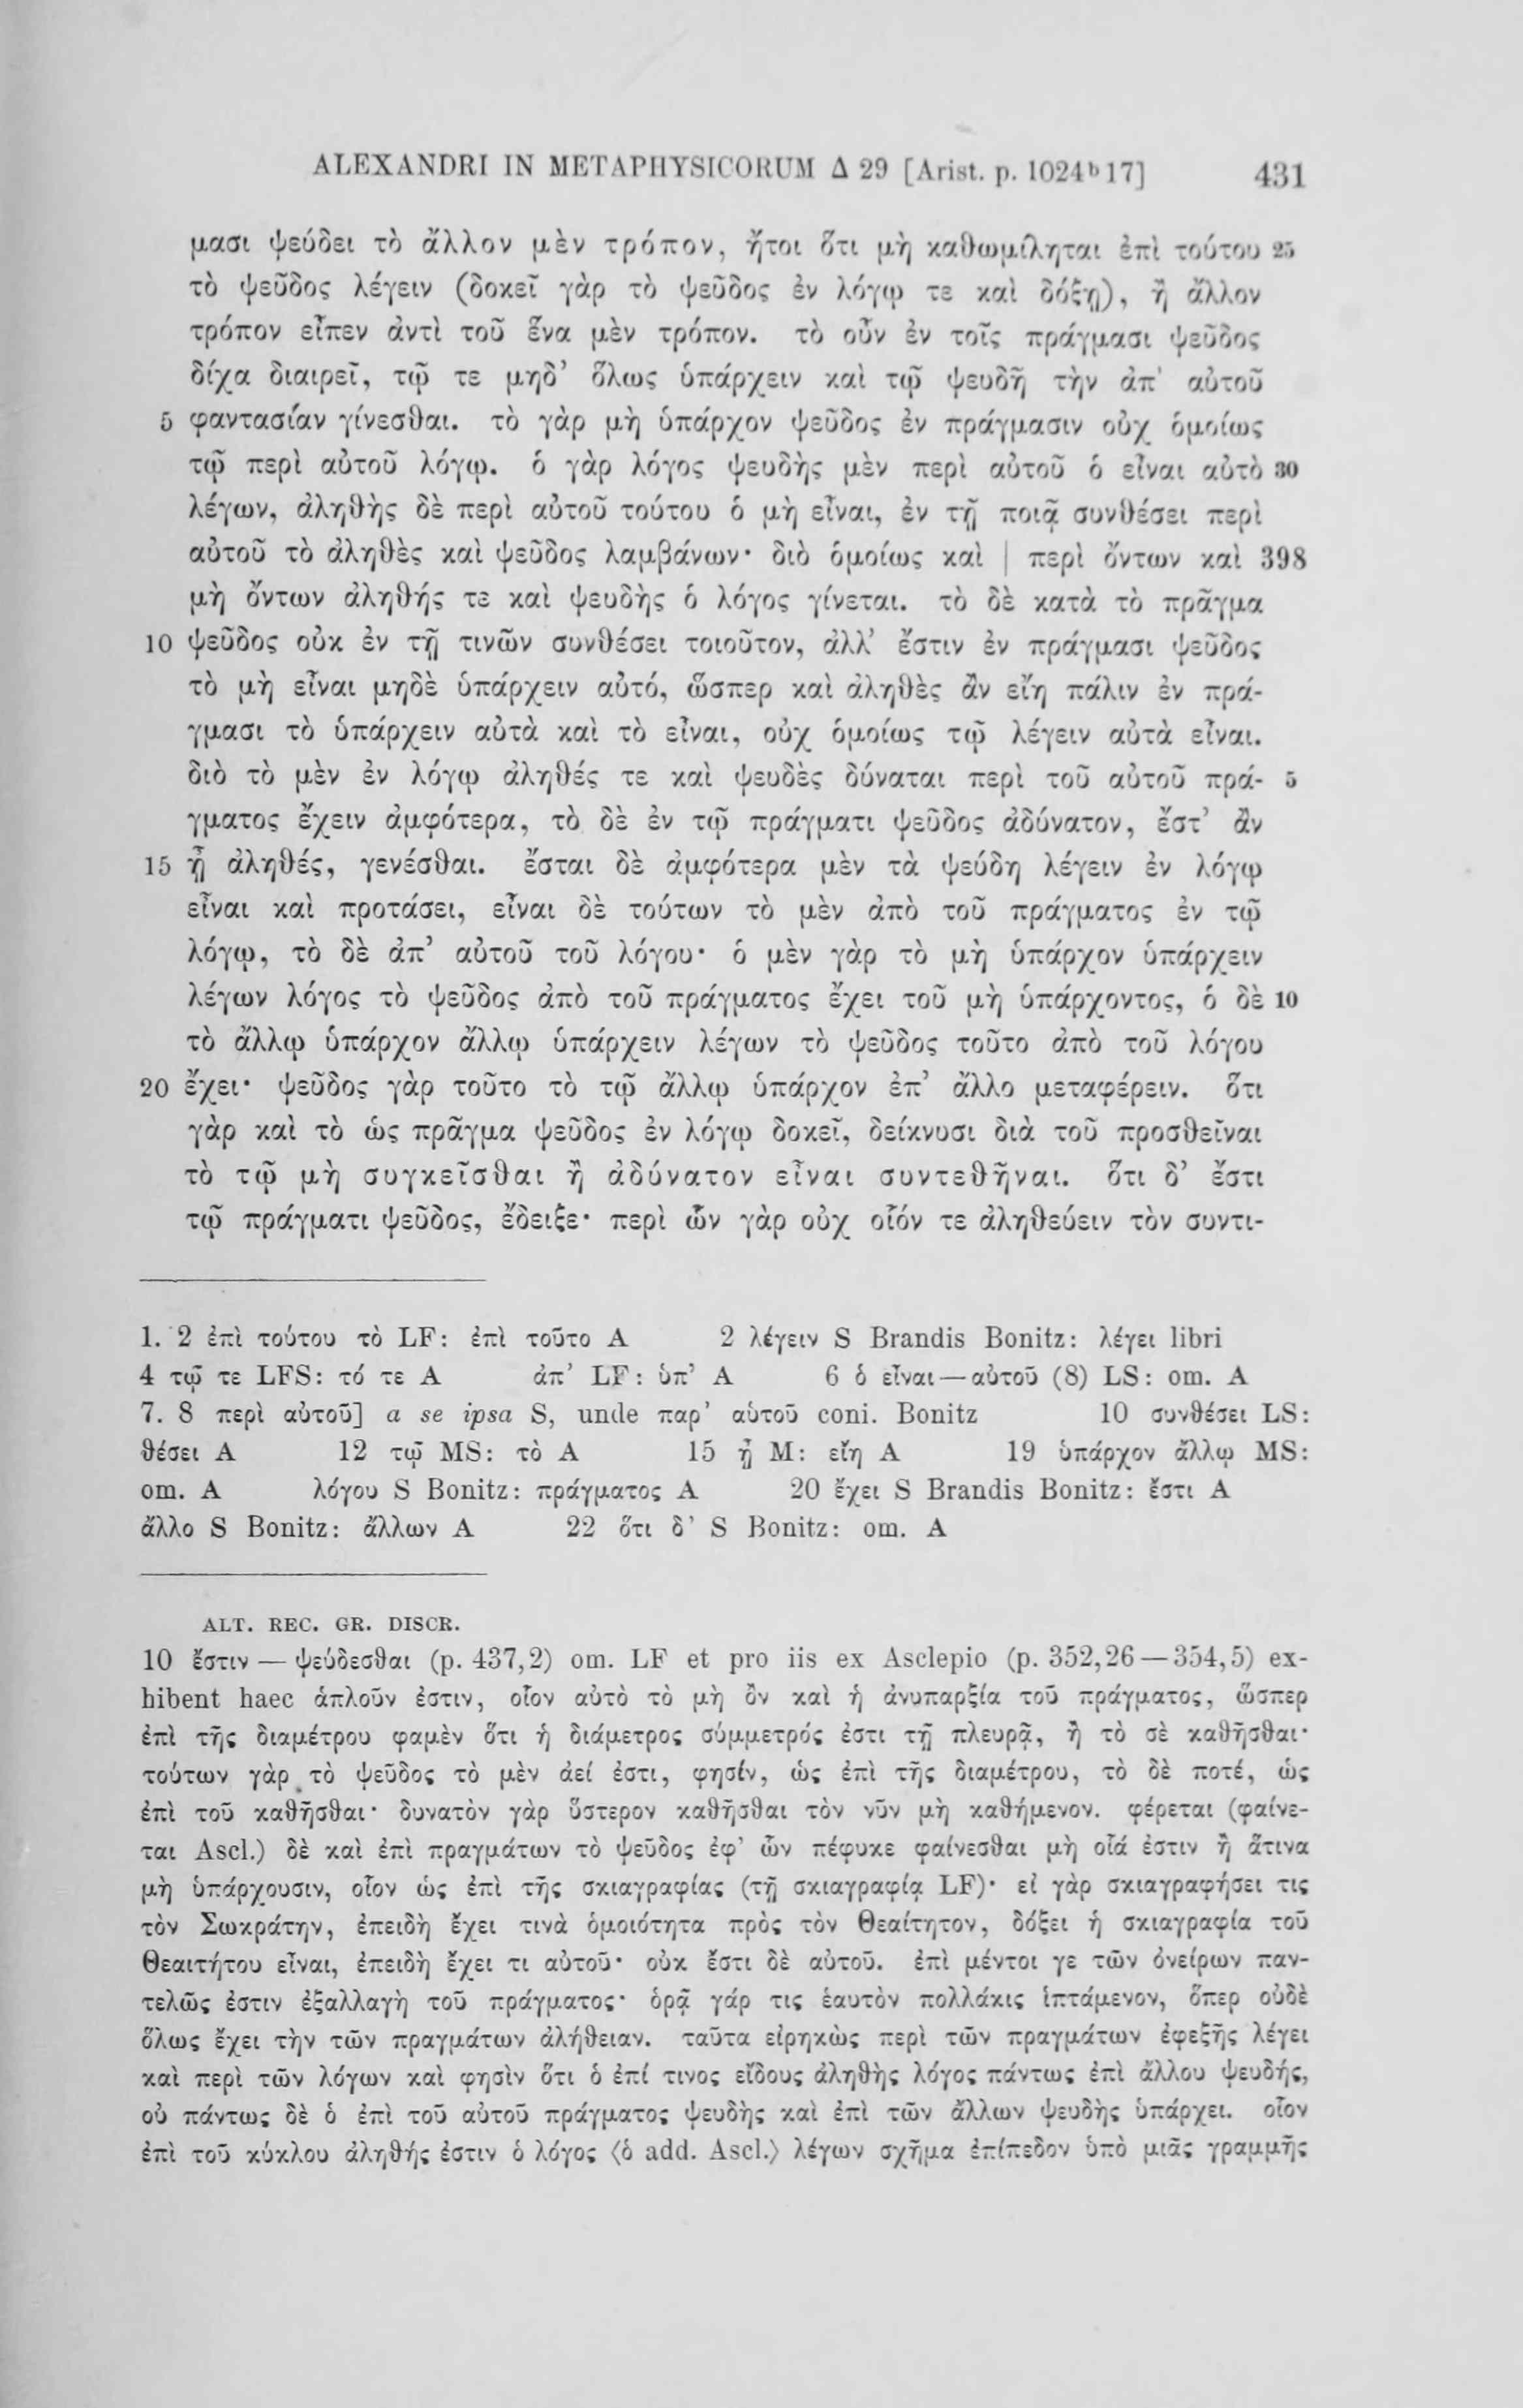 ALEXANDRI IN METAPHYSICORUM Δ 29 [Arist. p. 1024ᵇ 17] 431
μασι ψεύδει τὸ ἄλλον μὲν τρόπον, ἤτοι ὅτι μὴ καθωμίληται ἐπὶ τούτου 25
τὸ ψεῦδος λέγειν (δοκεῖ γὰρ τὸ ψεῦδος ἐν λόγῳ τε καὶ δόξῃ), ἢ ἄλλον
τρόπον εἶπεν ἀντὶ τοῦ ἕνα μὲν τρόπον. τὸ οὖν ἐν τοῖς πράγμασι ψεῦδος
δίχα διαιρεῖ, τῷ τε μηδ' ὅλως ὑπάρχειν καὶ τῷ ψευδῆ τὴν ἀπ' αὐτοῦ
5 φαντασίαν γίνεσθαι. τὸ γὰρ μὴ ὑπάρχον ψεῦδος ἐν πράγμασιν οὐχ ὁμοίως
τῷ περὶ αὐτοῦ λόγῳ. ὁ γὰρ λόγος ψευδὴς μὲν περὶ αὐτοῦ ὁ εἶναι αὐτὸ 30
λέγων, ἀληθὴς δὲ περὶ αὐτοῦ τούτου ὁ μὴ εἶναι, ἐν τῇ ποιᾷ συνθέσει περὶ
αὐτοῦ τὸ ἀληθὲς καὶ ψεῦδος λαμβάνων· διὸ ὁμοίως καὶ | περὶ ὄντων καὶ 398
μὴ ὄντων ἀληθής τε καὶ ψευδὴς ὁ λόγος γίνεται. τὸ δὲ κατὰ τὸ πρᾶγμα
10 ψεῦδος οὐκ ἐν τῇ τινῶν συνθέσει τοιοῦτον, ἀλλ' ἔστιν ἐν πράγμασι ψεῦδος
τὸ μὴ εἶναι μηδὲ ὑπάρχειν αὐτό, ὥσπερ καὶ ἀληθὲς ἂν εἴη πάλιν ἐν πρά-
γμασι τὸ ὑπάρχειν αὐτὰ καὶ τὸ εἶναι, οὐχ ὁμοίως τῷ λέγειν αὐτὰ εἶναι.
διὸ τὸ μὲν ἐν λόγῳ ἀληθές τε καὶ ψευδὲς δύναται περὶ τοῦ αὐτοῦ πρά- 5
γματος ἔχειν ἀμφότερα, τὸ δὲ ἐν τῷ πράγματι ψεῦδος ἀδύνατον, ἔστ' ἂν
15 ᾖ ἀληθές, γενέσθαι. ἔσται δὲ ἀμφότερα μὲν τὰ ψεύδη λέγειν ἐν λόγῳ
εἶναι καὶ προτάσει, εἶναι δὲ τούτων τὸ μὲν ἀπὸ τοῦ πράγματος ἐν τῷ
λόγῳ, τὸ δὲ ἀπ' αὐτοῦ τοῦ λόγου· ὁ μὲν γὰρ τὸ μὴ ὑπάρχον ὑπάρχειν
λέγων λόγος τὸ ψεῦδος ἀπὸ τοῦ πράγματος ἔχει τοῦ μὴ ὑπάρχοντος, ὁ δὲ 10
τὸ ἄλλῳ ὑπάρχον ἄλλῳ ὑπάρχειν λέγων τὸ ψεῦδος τοῦτο ἀπὸ τοῦ λόγου
20 ἔχει· ψεῦδος γὰρ τοῦτο τὸ τῷ ἄλλῳ ὑπάρχον ἐπ' ἄλλο μεταφέρειν. ὅτι
γὰρ καὶ τὸ ὡς πρᾶγμα ψεῦδος ἐν λόγῳ δοκεῖ, δείκνυσι διὰ τοῦ προσθεῖναι
τὸ τῷ μὴ συγκεῖσθαι ἢ ἀδύνατον εἶναι συντεθῆναι. ὅτι δ' ἔστι
τῷ πράγματι ψεῦδος, ἔδειξε· περὶ ὧν γὰρ οὐχ οἷόν τε ἀληθεύειν τὸν συντι-
1. 2 ἐπὶ τούτου τὸ LF: ἐπὶ τοῦτο A 2 λέγειν S Brandis Bonitz: λέγει libri
4 τῷ τε LFS: τό τε A ἀπ' LF: ὑπ' A 6 ὁ εἶναι — αὐτοῦ (8) LS: om. A
7. 8 περὶ αὐτοῦ] a se ipsa S, unde παρ' αὑτοῦ coni. Bonitz 10 συνθέσει LS:
θέσει A 12 τῷ MS: τὸ A 15 ᾖ M: εἴη A 19 ὑπάρχον ἄλλῳ MS:
om. A λόγου S Bonitz: πράγματος A 20 ἔχει S Brandis Bonitz: ἔστι A
ἄλλο S Bonitz: ἄλλων A 22 ὅτι δ' S Bonitz: om. A
ALT. REC. GR. DISCR.
10 ἔστιν — ψεύδεσθαι (p. 437,2) om. LF et pro iis ex Asclepio (p. 352,26 — 354,5) ex-
hibent haec ἁπλοῦν ἐστιν, οἷον αὐτὸ τὸ μὴ ὂν καὶ ἡ ἀνυπαρξία τοῦ πράγματος, ὥσπερ
ἐπὶ τῆς διαμέτρου φαμὲν ὅτι ἡ διάμετρος σύμμετρός ἐστι τῇ πλευρᾷ, ἢ τὸ σὲ καθῆσθαι·
τούτων γὰρ τὸ ψεῦδος τὸ μὲν ἀεί ἐστι, φησίν, ὡς ἐπὶ τῆς διαμέτρου, τὸ δὲ ποτέ, ὡς
ἐπὶ τοῦ καθῆσθαι· δυνατὸν γὰρ ὕστερον καθῆσθαι τὸν νῦν μὴ καθήμενον. φέρεται (φαίνε-
ται Ascl.) δὲ καὶ ἐπὶ πραγμάτων τὸ ψεῦδος ἐφ' ὧν πέφυκε φαίνεσθαι μὴ οἷά ἐστιν ἢ ἅτινα
μὴ ὑπάρχουσιν, οἷον ὡς ἐπὶ τῆς σκιαγραφίας (τῇ σκιαγραφίᾳ LF)· εἰ γὰρ σκιαγραφήσει τις
τὸν Σωκράτην, ἐπειδὴ ἔχει τινὰ ὁμοιότητα πρὸς τὸν Θεαίτητον, δόξει ἡ σκιαγραφία τοῦ
Θεαιτήτου εἶναι, ἐπειδὴ ἔχει τι αὐτοῦ· οὐκ ἔστι δὲ αὐτοῦ. ἐπὶ μέντοι γε τῶν ὀνείρων παν-
τελῶς ἐστιν ἐξαλλαγὴ τοῦ πράγματος· ὁρᾷ γάρ τις ἑαυτὸν πολλάκις ἱπτάμενον, ὅπερ οὐδὲ
ὅλως ἔχει τὴν τῶν πραγμάτων ἀλήθειαν. ταῦτα εἰρηκὼς περὶ τῶν πραγμάτων ἐφεξῆς λέγει
καὶ περὶ τῶν λόγων καὶ φησὶν ὅτι ὁ ἐπί τινος εἴδους ἀληθὴς λόγος πάντως ἐπὶ ἄλλου ψευδής,
οὐ πάντως δὲ ὁ ἐπὶ τοῦ αὐτοῦ πράγματος ψευδὴς καὶ ἐπὶ τῶν ἄλλων ψευδὴς ὑπάρχει. οἷον
ἐπὶ τοῦ κύκλου ἀληθής ἐστιν ὁ λόγος ⟨ὁ add. Ascl.⟩ λέγων σχῆμα ἐπίπεδον ὑπὸ μιᾶς γραμμῆς